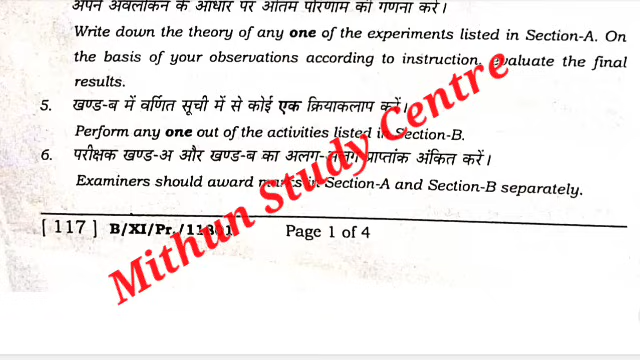 अपने अवलोकन के आधार पर अंतिम परिणाम की गणना करें।
Write down the theory of any one of the experiments listed in Section-A. On
the basis of your observations according to instruction, evaluate the final
results.
5. खण्ड-ब में वर्णित सूची में से कोई एक क्रियाकलाप करें।
Perform any one out of the activities listed in Section-B.
6. परीक्षक खण्ड-अ और खण्ड-ब का अलग-अलग प्राप्तांक अंकित करें।
Examiners should award marks in Section-A and Section-B separately.
[ 117 ] B/XI/Pr./ Page 1 of 4
Mithun Study Centre